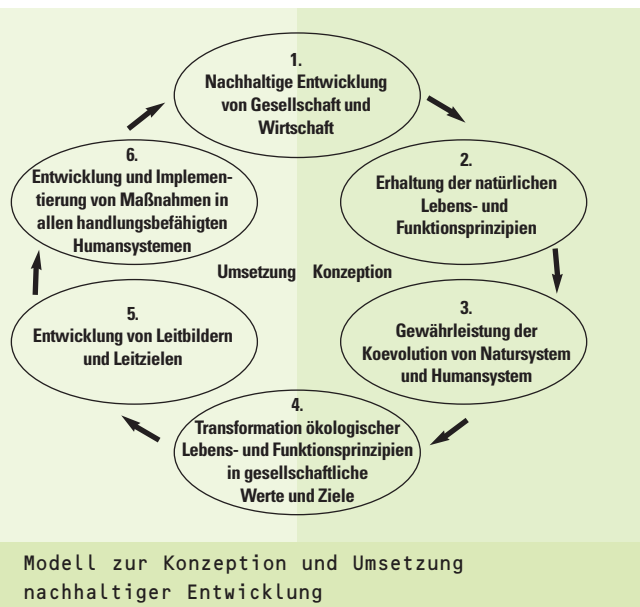 1.
Nachhaltige Entwicklung
von Gesellschaft und
Wirtschaft
2.
Erhaltung der natürlichen
Lebens- und
Funktionsprinzipien
3.
Gewährleistung der
Koevolution von Natursystem
und Humansystem
4.
Transformation ökologischer
Lebens- und Funktionsprinzipien
in gesellschaftliche
Werte und Ziele
5.
Entwicklung von Leitbildern
und Leitzielen
6.
Entwicklung und Implemen-
tierung von Maßnahmen in
allen handlungsbefähigten
Humansystemen
Umsetzung Konzeption
Modell zur Konzeption und Umsetzung
nachhaltiger Entwicklung